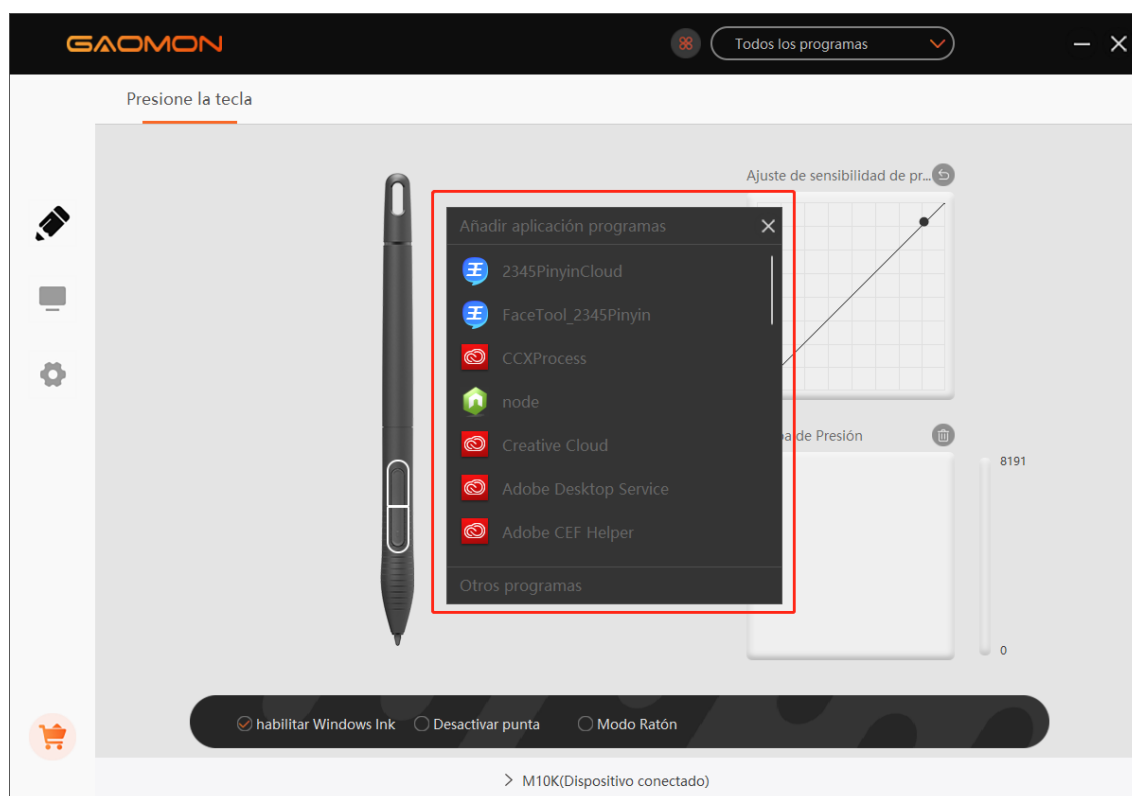 GAOMON
Todos los programas
Presione la tecla
Ajuste de sensibilidad de pr...
Añadir aplicación programas
2345PinyinCloud
FaceTool_2345Pinyin
CCXProcess
node
Creative Cloud
Adobe Desktop Service
Adobe CEF Helper
Otros programas
de Presión
8191
0
habilitar Windows Ink
Desactivar punta
Modo Ratón
M10K(Dispositivo conectado)